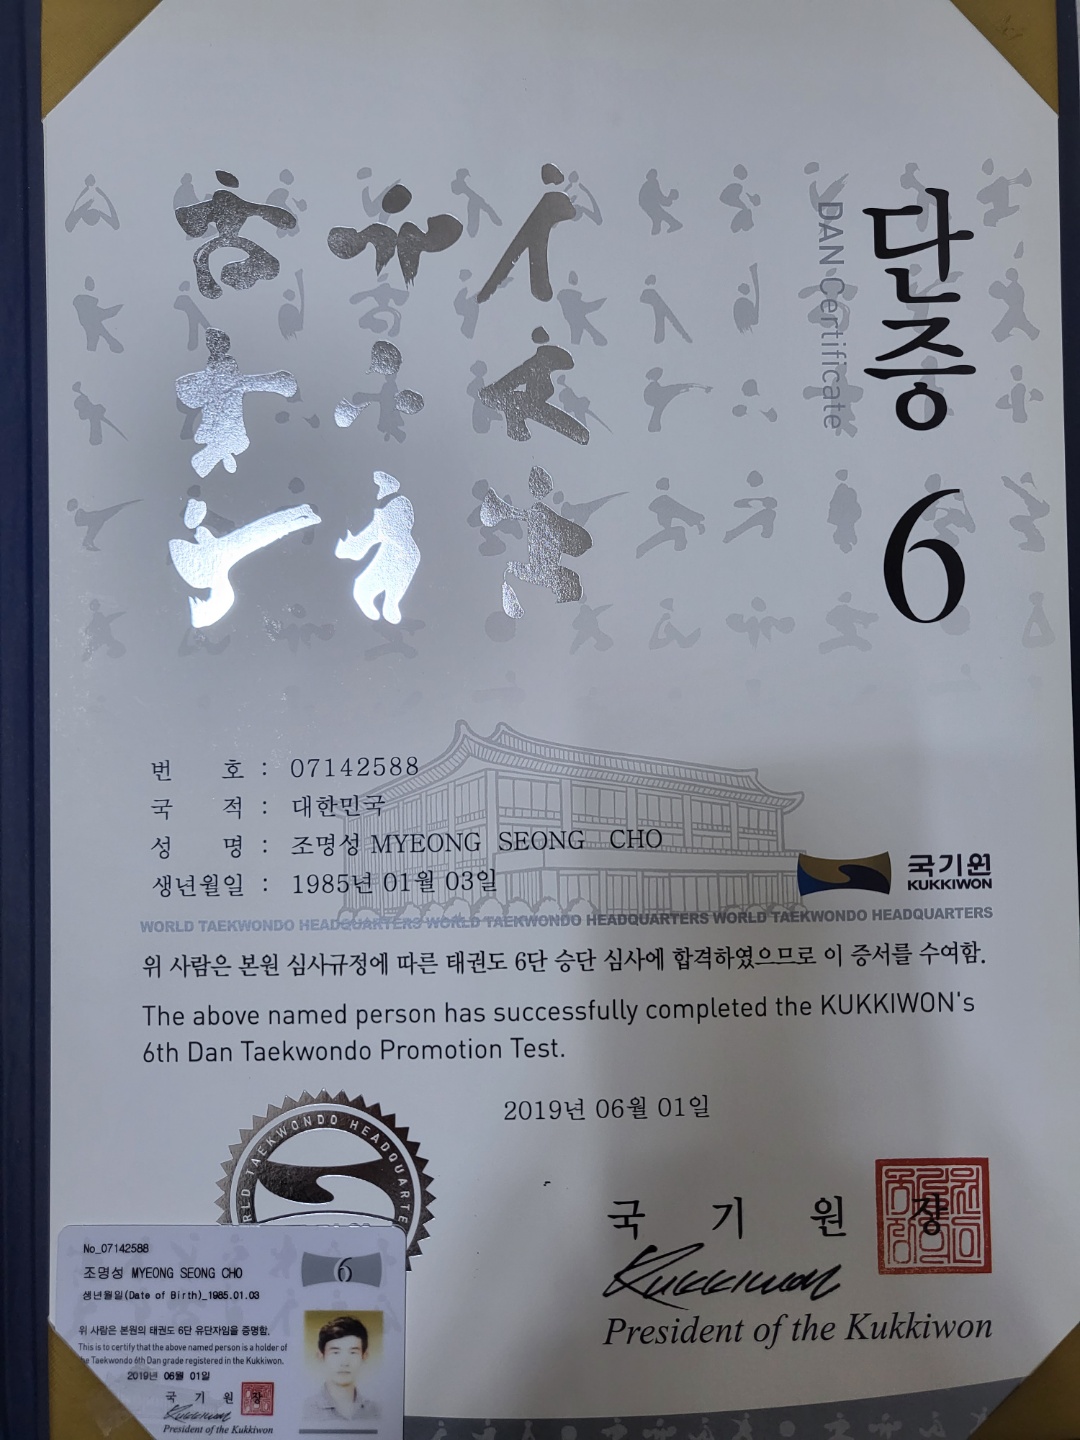 단증 6
DAN Certificate
번 호 : 07142588
국 적 : 대한민국
성 명 : 조명성 MYEONG SEONG CHO
생년월일 : 1985년 01월 03일
국기원
KUKKIWON
WORLD TAEKWONDO HEADQUARTERS WORLD TAEKWONDO HEADQUARTERS WORLD TAEKWONDO HEADQUARTERS
위 사람은 본원 심사규정에 따른 태권도 6단 승단 심사에 합격하였으므로 이 증서를 수여함.
The above named person has successfully completed the KUKKIWON's
6th Dan Taekwondo Promotion Test.
2019년 06월 01일
TAEKWONDO HEADQUARTE
국 기 원 장
Kukkiwon
President of the Kukkiwon
No_07142588
조명성 MYEONG SEONG CHO
6
생년월일(Date of Birth)_1985.01.03
위 사람은 본원의 태권도 6단 유단자임을 증명함.
This is to certify that the above named person is a holder of
the Taekwondo 6th Dan grade registered in the Kukkiwon.
2019년 06월 01일
국 기 원 장
Kukkiwon
President of the Kukkiwon